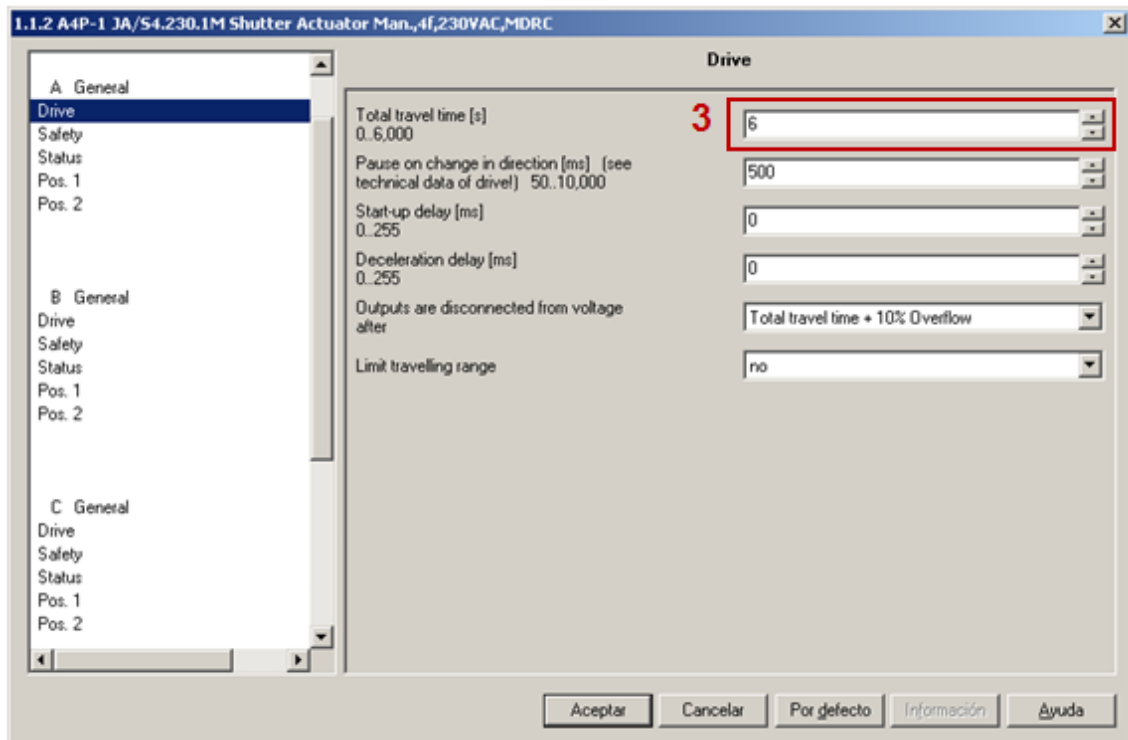 1.1.2 A4P-1 JA/S4.230.1M Shutter Actuator Man.,4f,230VAC,MDRC
A General
Drive
Safety
Status
Pos. 1
Pos. 2
B General
Drive
Safety
Status
Pos. 1
Pos. 2
C General
Drive
Safety
Status
Pos. 1
Pos. 2
Drive
Total travel time [s]
0..6,000
3
6
Pause on change in direction [ms] (see
technical data of drive!) 50..10,000
500
Start-up delay [ms]
0..255
0
Deceleration delay [ms]
0..255
0
Outputs are disconnected from voltage
after
Total travel time + 10% Overflow
Limit travelling range
no
Aceptar
Cancelar
Por defecto
Información
Ayuda